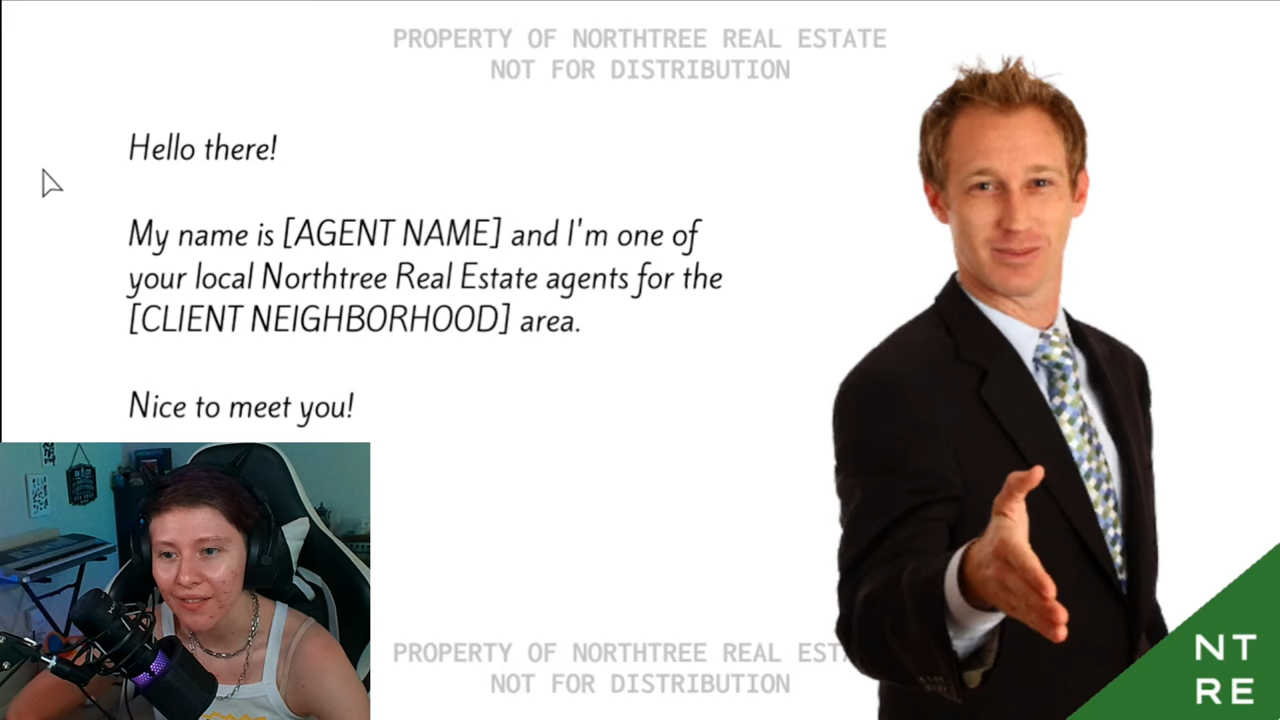 PROPERTY OF NORTHTREE REAL ESTATE
NOT FOR DISTRIBUTION
Hello there!
My name is [AGENT NAME] and I'm one of
your local Northtree Real Estate agents for the
[CLIENT NEIGHBORHOOD] area.
Nice to meet you!
PROPERTY OF NORTHTREE REAL EST
NOT FOR DISTRIBUTION
NT
RE